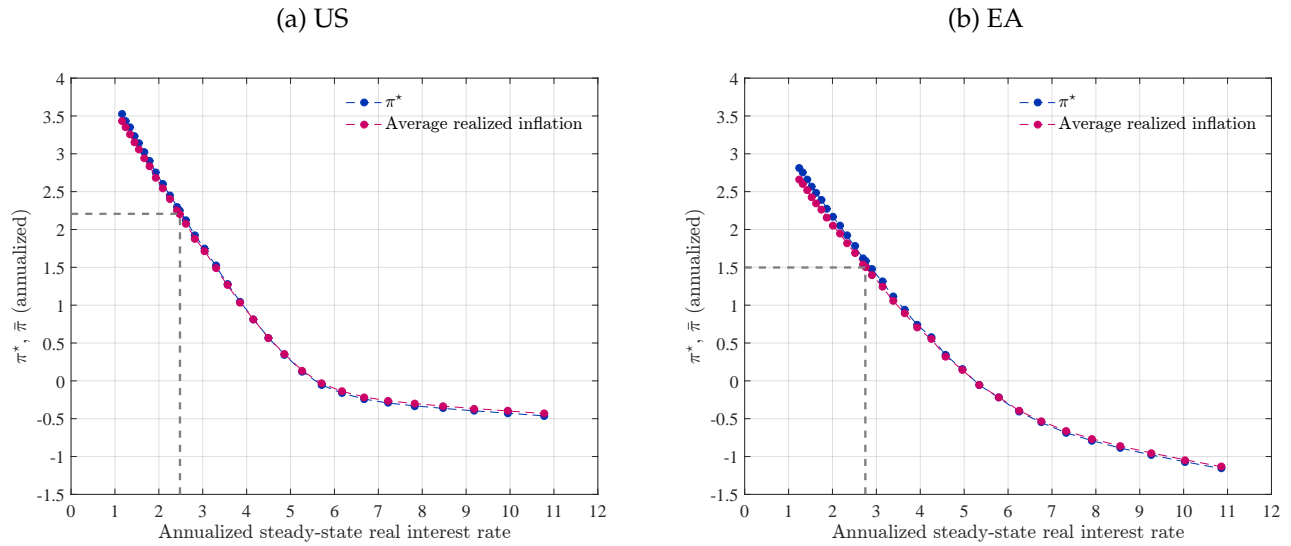 (a) US
4
3.5
3
2.5
2
1.5
1
0.5
0
-0.5
-1
-1.5
π*, π̄ (annualized)
π*
Average realized inflation
0 1 2 3 4 5 6 7 8 9 10 11 12
Annualized steady-state real interest rate
(b) EA
4
3.5
3
2.5
2
1.5
1
0.5
0
-0.5
-1
-1.5
π*, π̄ (annualized)
π*
Average realized inflation
0 1 2 3 4 5 6 7 8 9 10 11 12
Annualized steady-state real interest rate